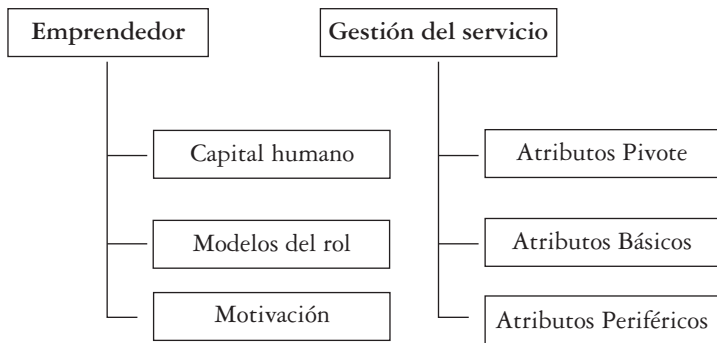 Emprendedor
Capital humano
Modelos del rol
Motivación
Gestión del servicio
Atributos Pivote
Atributos Básicos
Atributos Periféricos